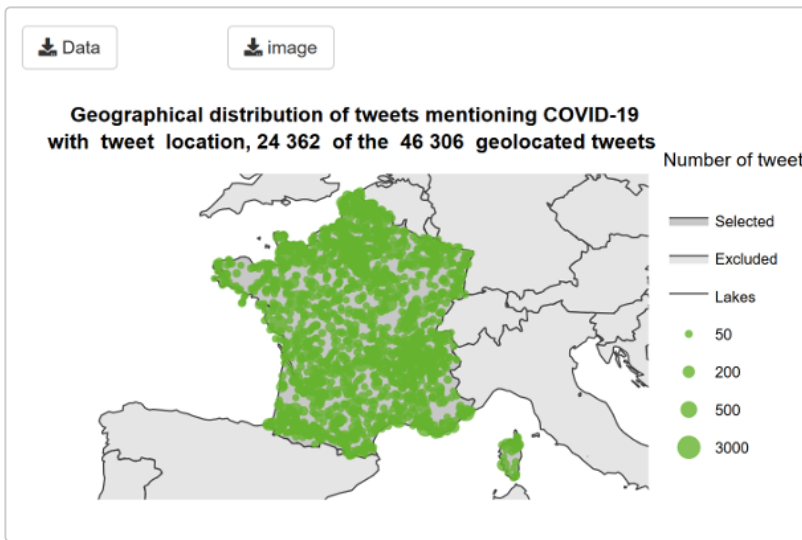 Data
image
Geographical distribution of tweets mentioning COVID-19
with tweet location, 24 362 of the 46 306 geolocated tweets
Number of tweet
Selected
Excluded
Lakes
50
200
500
3000